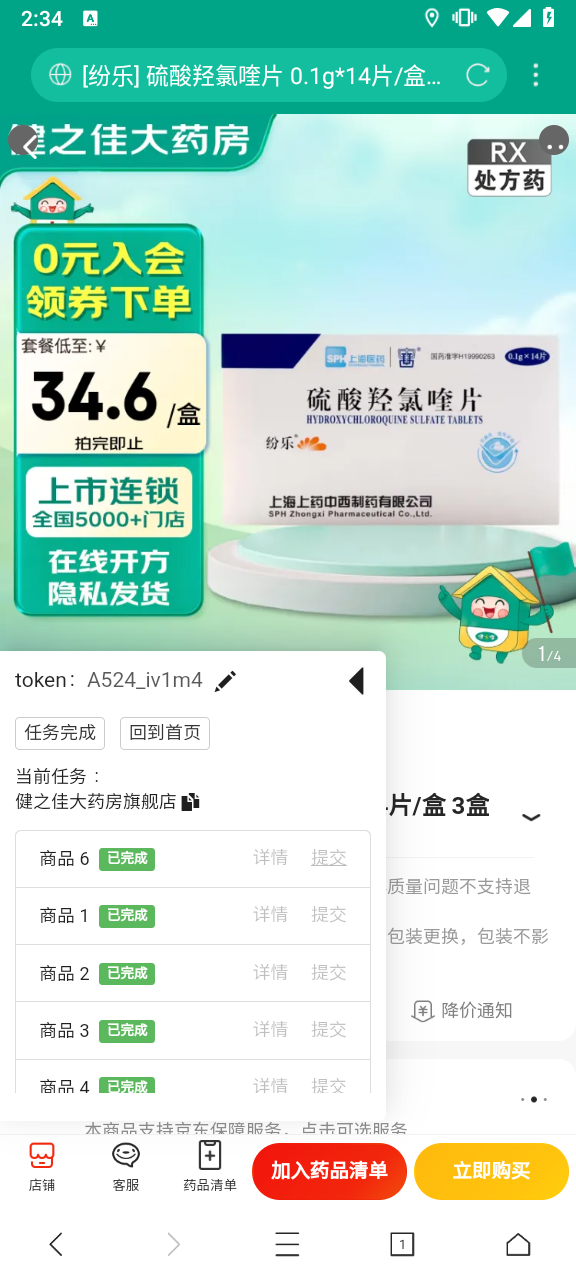 2:34
A
[纷乐] 硫酸羟氯喹片 0.1g*14片/盒...
健之佳大药房
RX
处方药
0元入会
领券下单
套餐低至:¥
34.6 /盒
拍完即止
上市连锁
全国5000+门店
在线开方
隐私发货
SPH 上海医药
国药准字H19990263
0.1g×14片
硫酸羟氯喹片
HYDROXYCHLOROQUINE SULFATE TABLETS
纷乐
上海上药中西制药有限公司
SPH Zhongxi Pharmaceutical Co.,Ltd.
1/4
token: A524_iv1m4
任务完成 回到首页
当前任务：
健之佳大药房旗舰店
片/盒 3盒
商品 6 已完成 详情 提交
质量问题不支持退
商品 1 已完成 详情 提交
包装更换，包装不影
商品 2 已完成 详情 提交
降价通知
商品 3 已完成 详情 提交
商品 4 已完成 详情 提交
本商品支持京东保障服务，点击可选服务
店铺 客服 药品清单 加入药品清单 立即购买
1